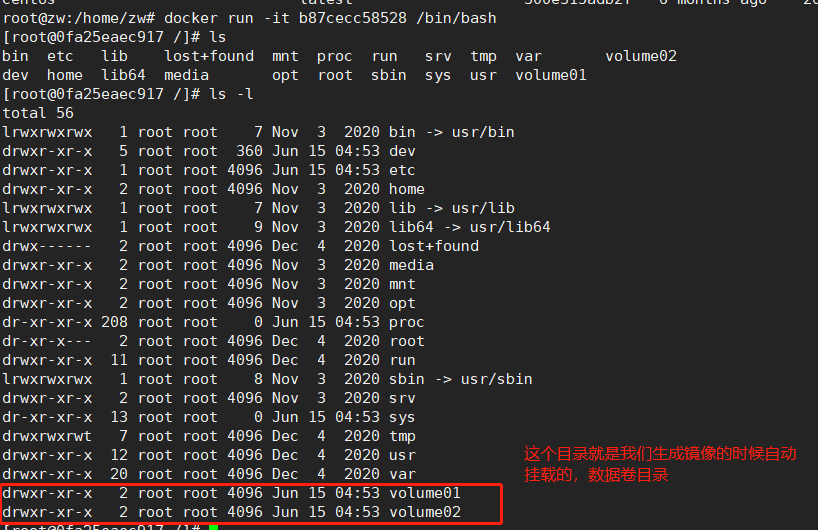 centos latest 300e315adb2f 6 months ago
root@zw:/home/zw# docker run -it b87cecc58528 /bin/bash
[root@0fa25eaec917 /]# ls
bin  etc   lib    lost+found  mnt  proc  run   srv  tmp  var       volume02
dev  home  lib64  media       opt  root  sbin  sys  usr  volume01
[root@0fa25eaec917 /]# ls -l
total 56
lrwxrwxrwx   1 root root    7 Nov  3  2020 bin -> usr/bin
drwxr-xr-x   5 root root  360 Jun 15 04:53 dev
drwxr-xr-x   1 root root 4096 Jun 15 04:53 etc
drwxr-xr-x   2 root root 4096 Nov  3  2020 home
lrwxrwxrwx   1 root root    7 Nov  3  2020 lib -> usr/lib
lrwxrwxrwx   1 root root    9 Nov  3  2020 lib64 -> usr/lib64
drwx------   2 root root 4096 Dec  4  2020 lost+found
drwxr-xr-x   2 root root 4096 Nov  3  2020 media
drwxr-xr-x   2 root root 4096 Nov  3  2020 mnt
drwxr-xr-x   2 root root 4096 Nov  3  2020 opt
dr-xr-xr-x 208 root root    0 Jun 15 04:53 proc
dr-xr-x---   2 root root 4096 Dec  4  2020 root
drwxr-xr-x  11 root root 4096 Dec  4  2020 run
lrwxrwxrwx   1 root root    8 Nov  3  2020 sbin -> usr/sbin
drwxr-xr-x   2 root root 4096 Nov  3  2020 srv
dr-xr-xr-x  13 root root    0 Jun 15 04:53 sys
drwxrwxrwt   7 root root 4096 Dec  4  2020 tmp
drwxr-xr-x  12 root root 4096 Dec  4  2020 usr
drwxr-xr-x  20 root root 4096 Dec  4  2020 var
这个目录就是我们生成镜像的时候自动
挂载的，数据卷目录
drwxr-xr-x   2 root root 4096 Jun 15 04:53 volume01
drwxr-xr-x   2 root root 4096 Jun 15 04:53 volume02
[root@0fa25eaec917 /]#